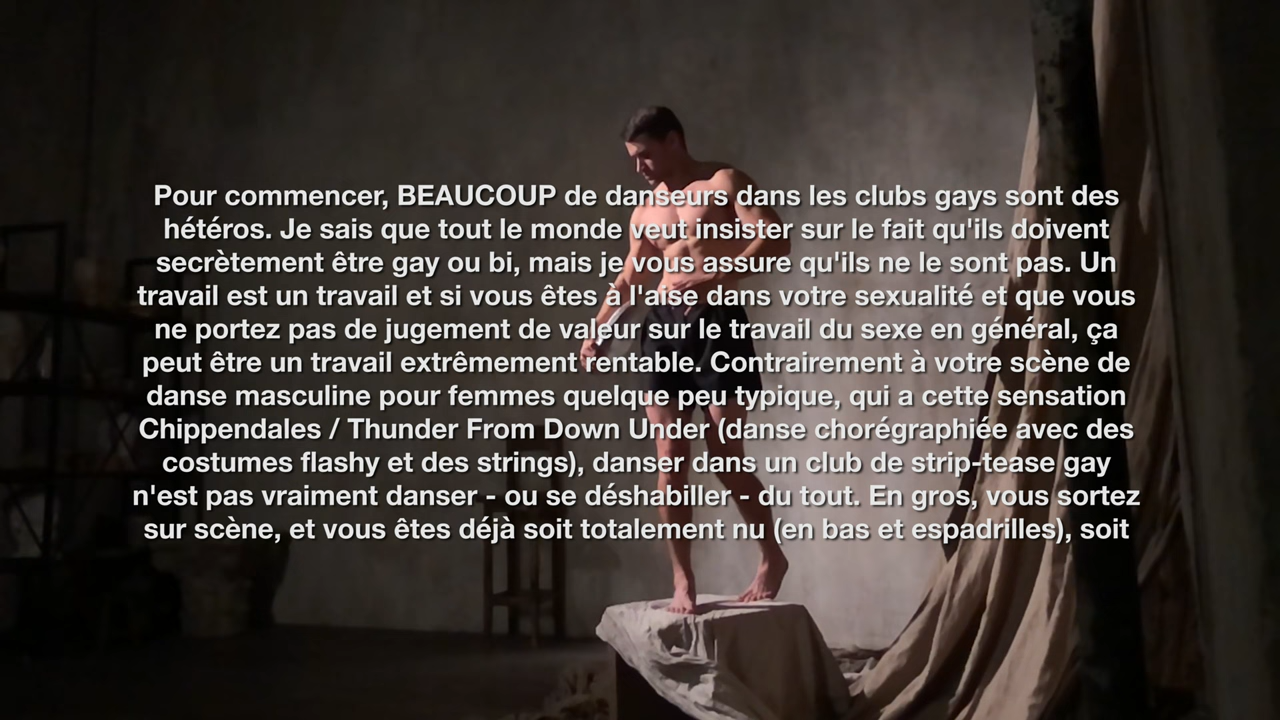 Pour commencer, BEAUCOUP de danseurs dans les clubs gays sont des
hétéros. Je sais que tout le monde veut insister sur le fait qu'ils doivent
secrètement être gay ou bi, mais je vous assure qu'ils ne le sont pas. Un
travail est un travail et si vous êtes à l'aise dans votre sexualité et que vous
ne portez pas de jugement de valeur sur le travail du sexe en général, ça
peut être un travail extrêmement rentable. Contrairement à votre scène de
danse masculine pour femmes quelque peu typique, qui a cette sensation
Chippendales / Thunder From Down Under (danse chorégraphiée avec des
costumes flashy et des strings), danser dans un club de strip-tease gay
n'est pas vraiment danser - ou se déshabiller - du tout. En gros, vous sortez
sur scène, et vous êtes déjà soit totalement nu (en bas et espadrilles), soit